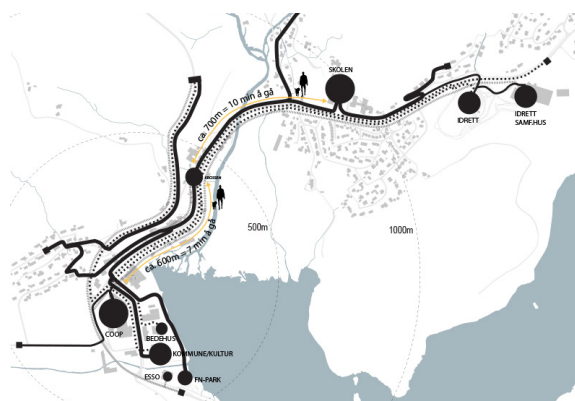 SKOLEN
IDRETT
IDRETT
SAMF.HUS
ca. 700m = 10 min å gå
ca. 600m = 7 min å gå
500m
1000m
COOP
BEDEHUS
KOMMUNE/KULTUR
ESSO
FN-PARK